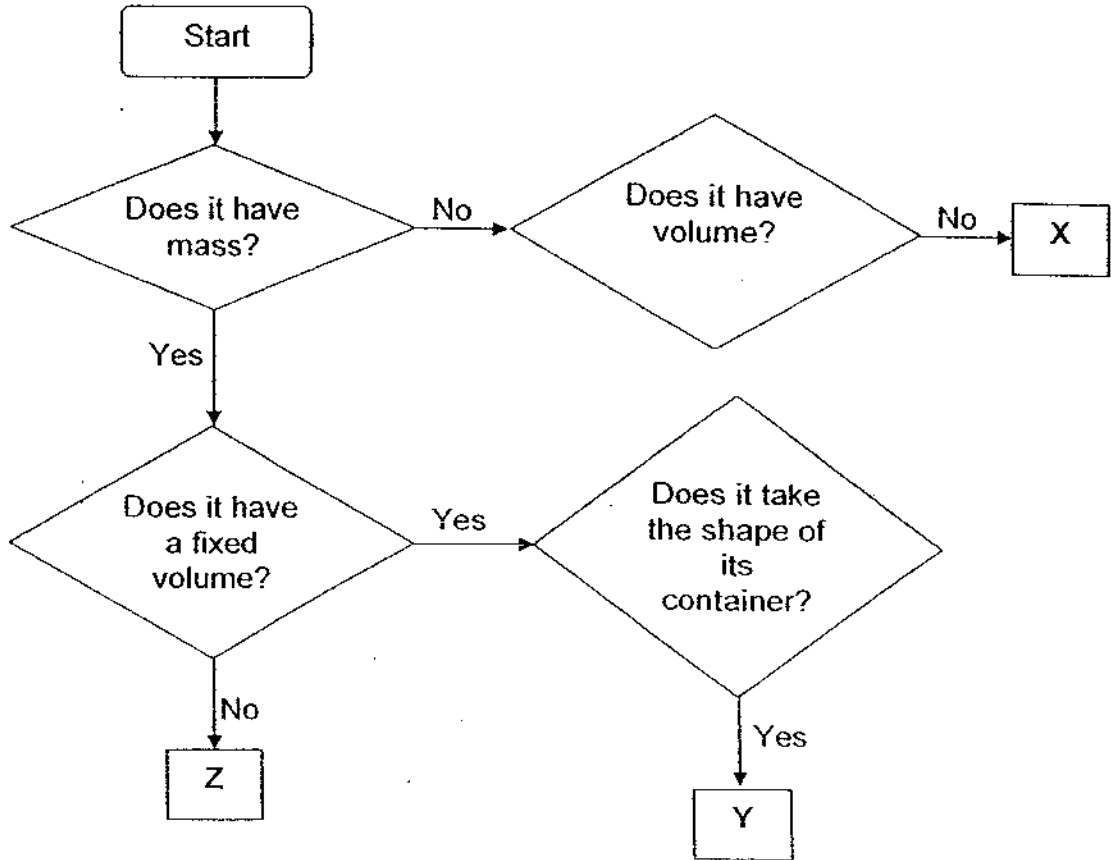 Start
Does it have
mass?
No
Does it have
volume?
No
X
Yes
Does it have
a fixed
volume?
Yes
Does it take
the shape of
its
container?
No
Z
Yes
Y